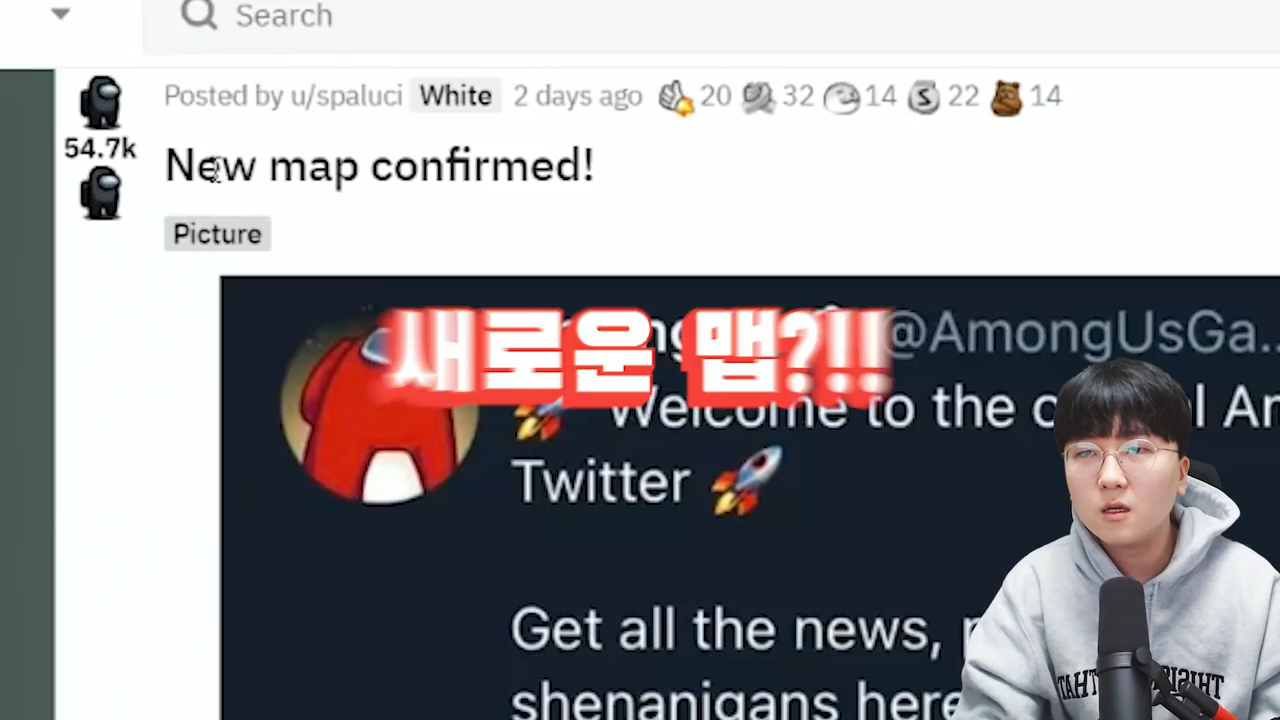 Search
Posted by u/spaluci White 2 days ago 20 32 14 S 22 14
54.7k
New map confirmed!
Picture
@AmongUsGa...
새로운 맵?!!
Welcome to the
Twitter
Get all the news,
shenanigans here